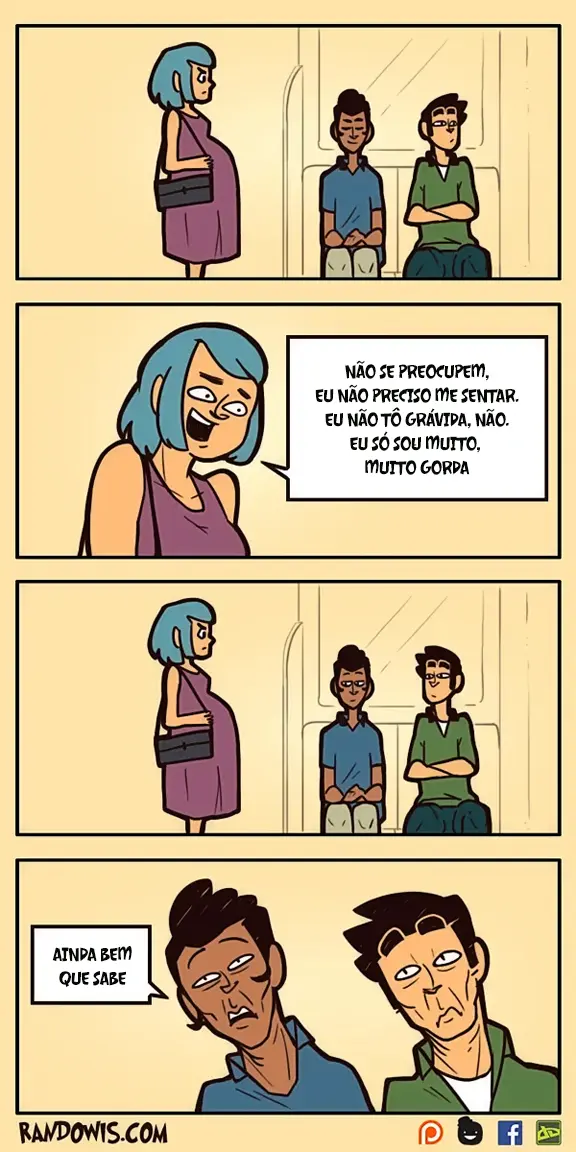 NÃO SE PREOCUPEM,
EU NÃO PRECISO ME SENTAR.
EU NÃO TÔ GRÁVIDA, NÃO.
EU SÓ SOU MUITO,
MUITO GORDA
AINDA BEM
QUE SABE
RANDOWIS.COM